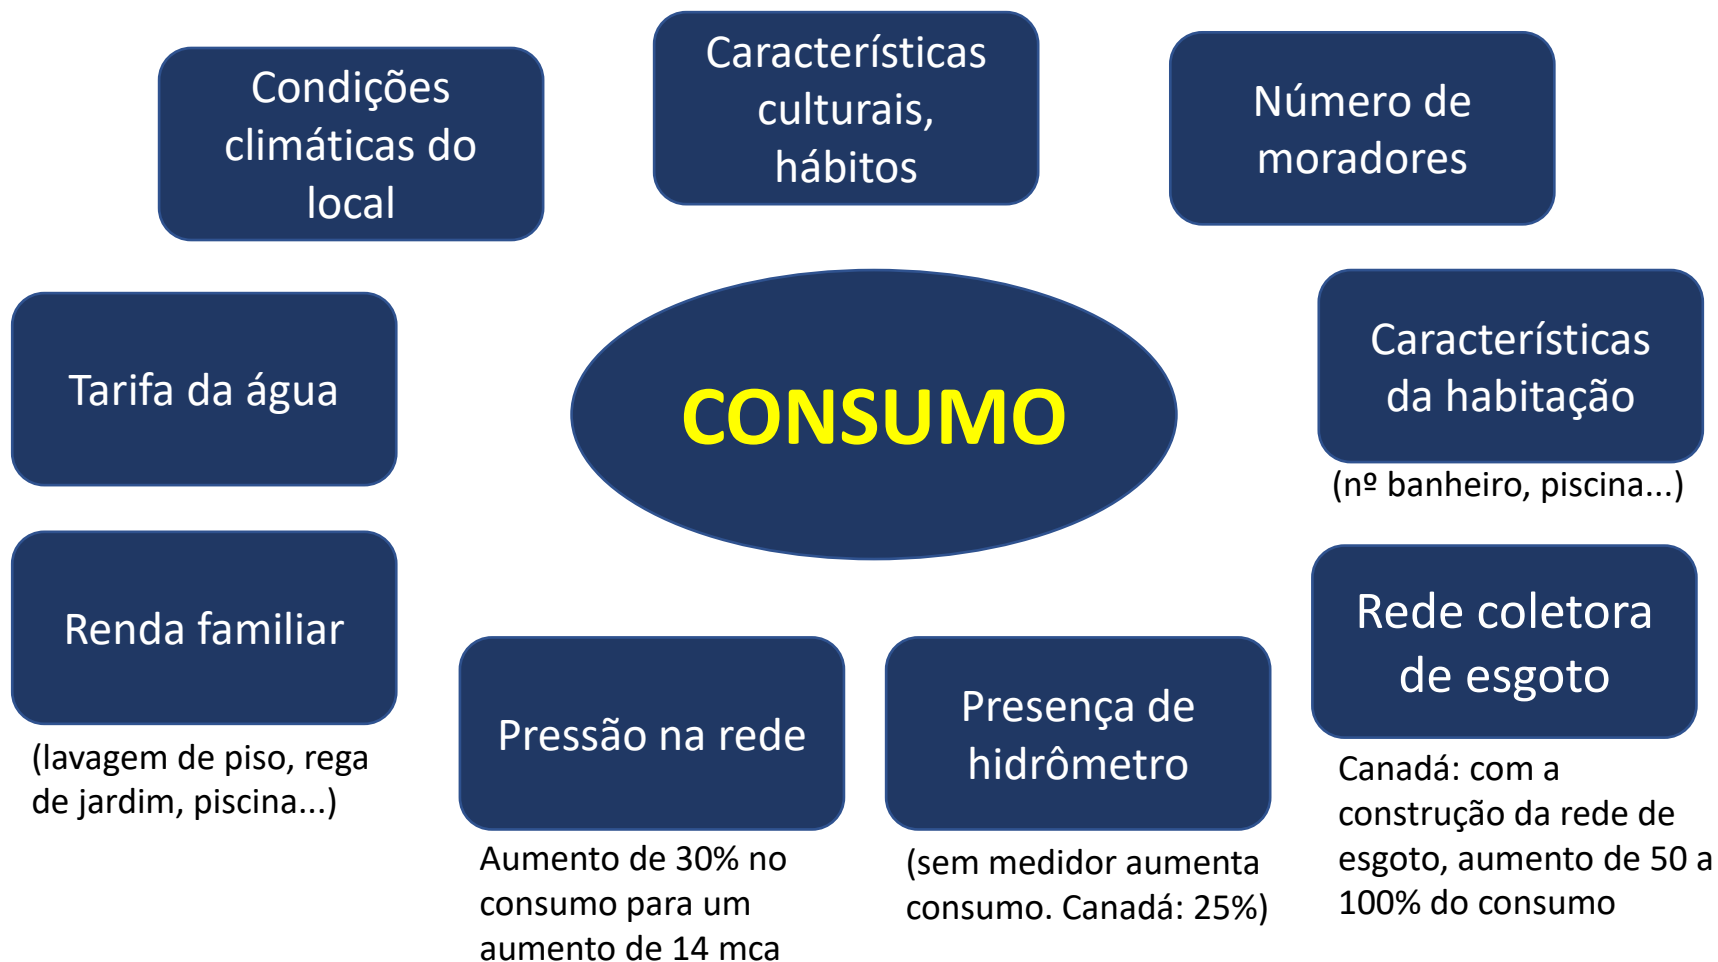 Condições
climáticas do
local
Características
culturais,
hábitos
Número de
moradores
Tarifa da água
CONSUMO
Características
da habitação
(nº banheiro, piscina...)
Renda familiar
(lavagem de piso, rega
de jardim, piscina...)
Pressão na rede
Aumento de 30% no
consumo para um
aumento de 14 mca
Presença de
hidrômetro
(sem medidor aumenta
consumo. Canadá: 25%)
Rede coletora
de esgoto
Canadá: com a
construção da rede de
esgoto, aumento de 50 a
100% do consumo